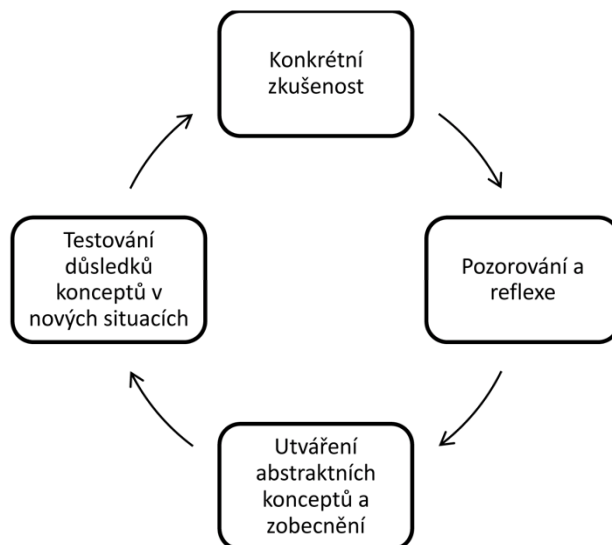 Konkrétní
zkušenost
Pozorování a
reflexe
Utváření
abstraktních
konceptů a
zobecnění
Testování
důsledků
konceptů v
nových situacích